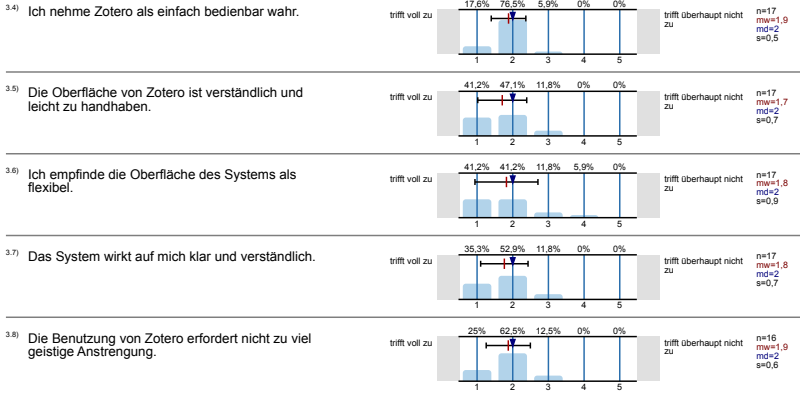 3.4) Ich nehme Zotero als einfach bedienbar wahr.
trifft voll zu
17,6% 76,5% 5,9% 0% 0%
1 2 3 4 5
trifft überhaupt nicht
zu
n=17
mw=1,9
md=2
s=0,5
3.5) Die Oberfläche von Zotero ist verständlich und
leicht zu handhaben.
trifft voll zu
41,2% 47,1% 11,8% 0% 0%
1 2 3 4 5
trifft überhaupt nicht
zu
n=17
mw=1,7
md=2
s=0,7
3.6) Ich empfinde die Oberfläche des Systems als
flexibel.
trifft voll zu
41,2% 41,2% 11,8% 5,9% 0%
1 2 3 4 5
trifft überhaupt nicht
zu
n=17
mw=1,8
md=2
s=0,9
3.7) Das System wirkt auf mich klar und verständlich.
trifft voll zu
35,3% 52,9% 11,8% 0% 0%
1 2 3 4 5
trifft überhaupt nicht
zu
n=17
mw=1,8
md=2
s=0,7
3.8) Die Benutzung von Zotero erfordert nicht zu viel
geistige Anstrengung.
trifft voll zu
25% 62,5% 12,5% 0% 0%
1 2 3 4 5
trifft überhaupt nicht
zu
n=16
mw=1,9
md=2
s=0,6